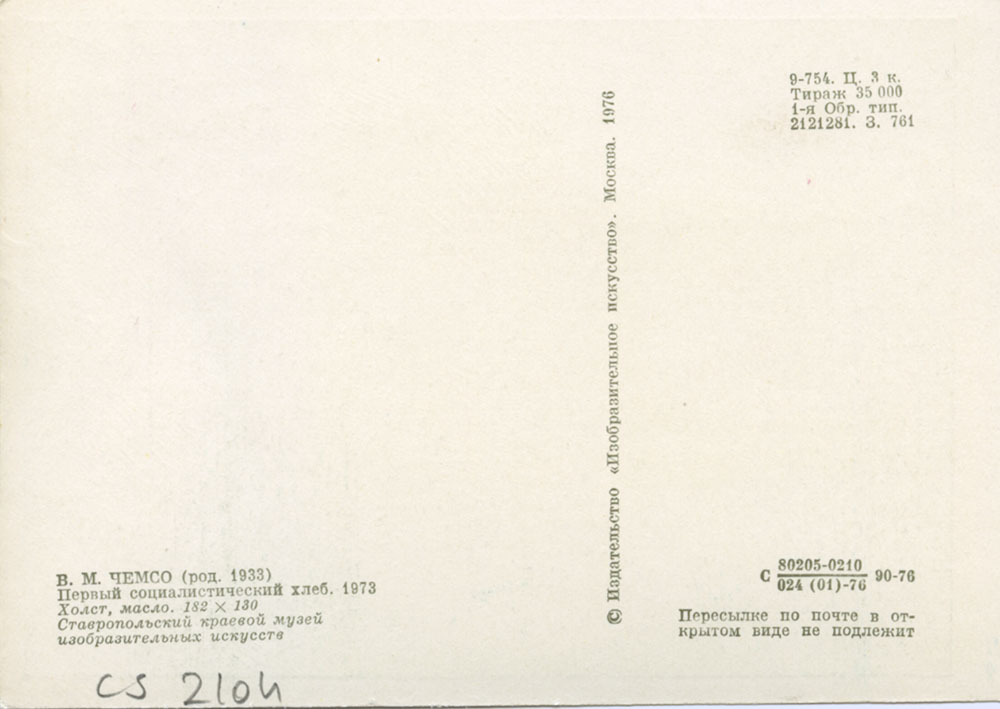 9-754. Ц. 3 к.
Тираж 35 000
1-я Обр. тип.
2121281. З. 761
© Издательство «Изобразительное искусство». Москва. 1976
В. М. ЧЕМСО (род. 1933)
Первый социалистический хлеб. 1973
Холст, масло. 182 × 130
Ставропольский краевой музей
изобразительных искусств
С 80205-0210
024 (01)-76 90-76
Пересылке по почте в от-
крытом виде не подлежит
CS 2104